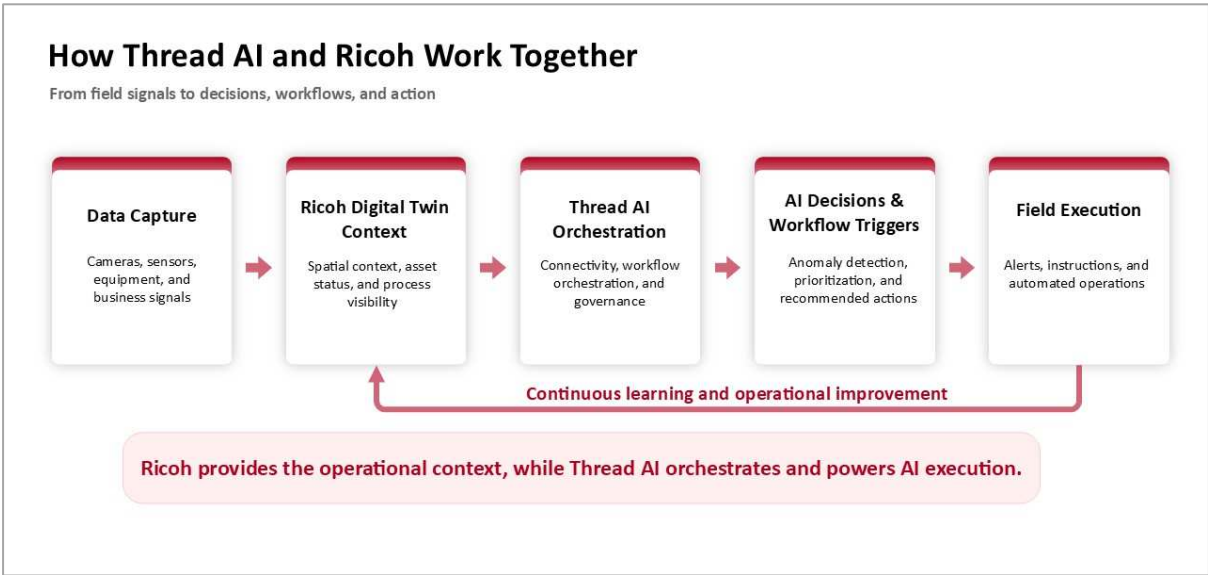 How Thread AI and Ricoh Work Together
From field signals to decisions, workflows, and action
Data Capture
Cameras, sensors,
equipment, and
business signals
Ricoh Digital Twin
Context
Spatial context, asset
status, and process
visibility
Thread AI
Orchestration
Connectivity, workflow
orchestration, and
governance
AI Decisions &
Workflow Triggers
Anomaly detection,
prioritization, and
recommended actions
Field Execution
Alerts, instructions, and
automated operations
Continuous learning and operational improvement
Ricoh provides the operational context, while Thread AI orchestrates and powers AI execution.